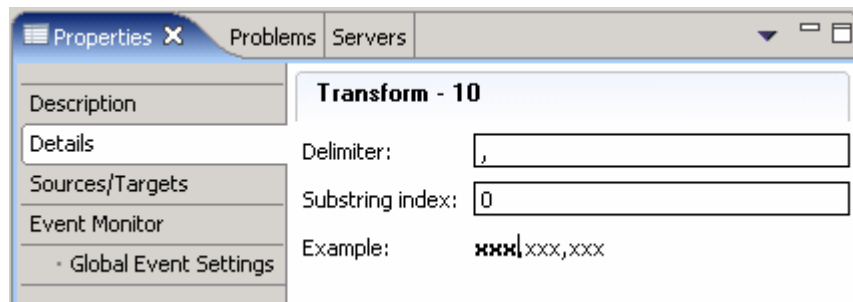 Properties Problems Servers
Description
Details
Sources/Targets
Event Monitor
· Global Event Settings
Transform - 10
Delimiter: ,
Substring index: 0
Example: xxx,xxx,xxx